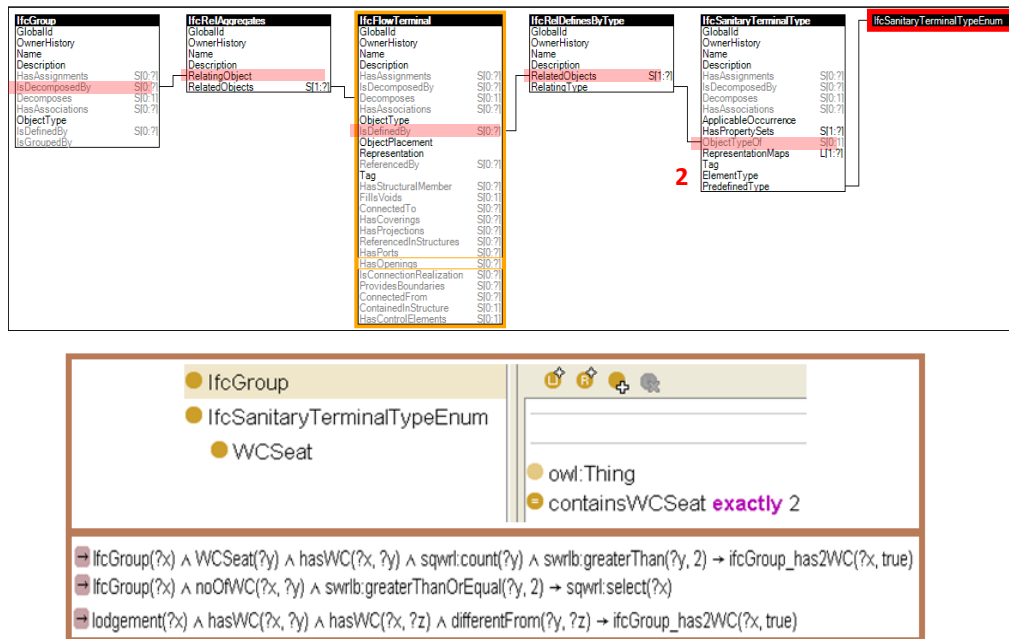 IfcGroup
GlobalId
OwnerHistory
Name
Description
HasAssignments S[0:?]
IsDecomposedBy S[0:?]
Decomposes S[0:1]
HasAssociations S[0:?]
ObjectType
IsDefinedBy S[0:?]
IsGroupedBy
IfcRelAggregates
GlobalId
OwnerHistory
Name
Description
RelatingObject
RelatedObjects S[1:?]
IfcFlowTerminal
GlobalId
OwnerHistory
Name
Description
HasAssignments S[0:?]
IsDecomposedBy S[0:?]
Decomposes S[0:1]
HasAssociations S[0:?]
ObjectType
IsDefinedBy S[0:?]
ObjectPlacement
Representation
ReferencedBy S[0:?]
Tag
HasStructuralMember S[0:?]
FillsVoids S[0:1]
ConnectedTo S[0:?]
HasCoverings S[0:?]
HasProjections S[0:?]
ReferencedInStructures S[0:?]
HasPorts S[0:?]
HasOpenings S[0:?]
IsConnectionRealization S[0:?]
ProvidesBoundaries S[0:?]
ConnectedFrom S[0:?]
ContainedInStructure S[0:1]
HasControlElements S[0:1]
IfcRelDefinesByType
GlobalId
OwnerHistory
Name
Description
RelatedObjects S[1:?]
RelatingType
IfcSanitaryTerminalType
GlobalId
OwnerHistory
Name
Description
HasAssignments S[0:?]
IsDecomposedBy S[0:?]
Decomposes S[0:1]
HasAssociations S[0:?]
ApplicableOccurrence
HasPropertySets S[1:?]
ObjectTypeOf S[0:1]
RepresentationMaps L[1:?]
Tag
ElementType
PredefinedType
2
IfcSanitaryTerminalTypeEnum
IfcGroup
IfcSanitaryTerminalTypeEnum
WCSeat
owl:Thing
containsWCSeat exactly 2
IfcGroup(?x) ∧ WCSeat(?y) ∧ hasWC(?x, ?y) ∧ sqwrl:count(?y) ∧ swrlb:greaterThan(?y, 2) → ifcGroup_has2WC(?x, true)
IfcGroup(?x) ∧ noOfWC(?x, ?y) ∧ swrlb:greaterThanOrEqual(?y, 2) → sqwrl:select(?x)
lodgement(?x) ∧ hasWC(?x, ?y) ∧ hasWC(?x, ?z) ∧ differentFrom(?y, ?z) → ifcGroup_has2WC(?x, true)